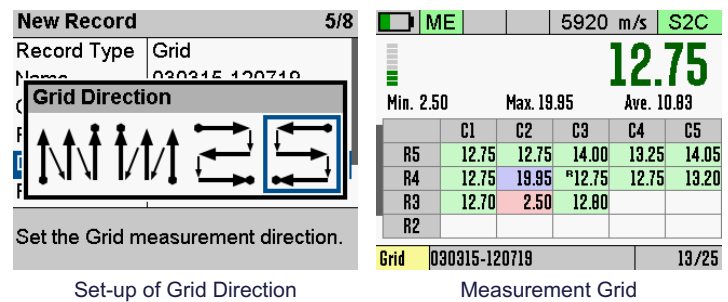 New Record 5/8
Record Type Grid
030315-120719
Grid Direction
Set the Grid measurement direction.
Set-up of Grid Direction
ME 5920 m/s S2C
12.75
Min. 2.50 Max. 19.95 Ave. 10.83
C1 C2 C3 C4 C5
R5 12.75 12.75 14.00 13.25 14.05
R4 12.75 19.95 R12.75 12.75 13.20
R3 12.70 2.50 12.80
R2
Grid 030315-120719 13/25
Measurement Grid